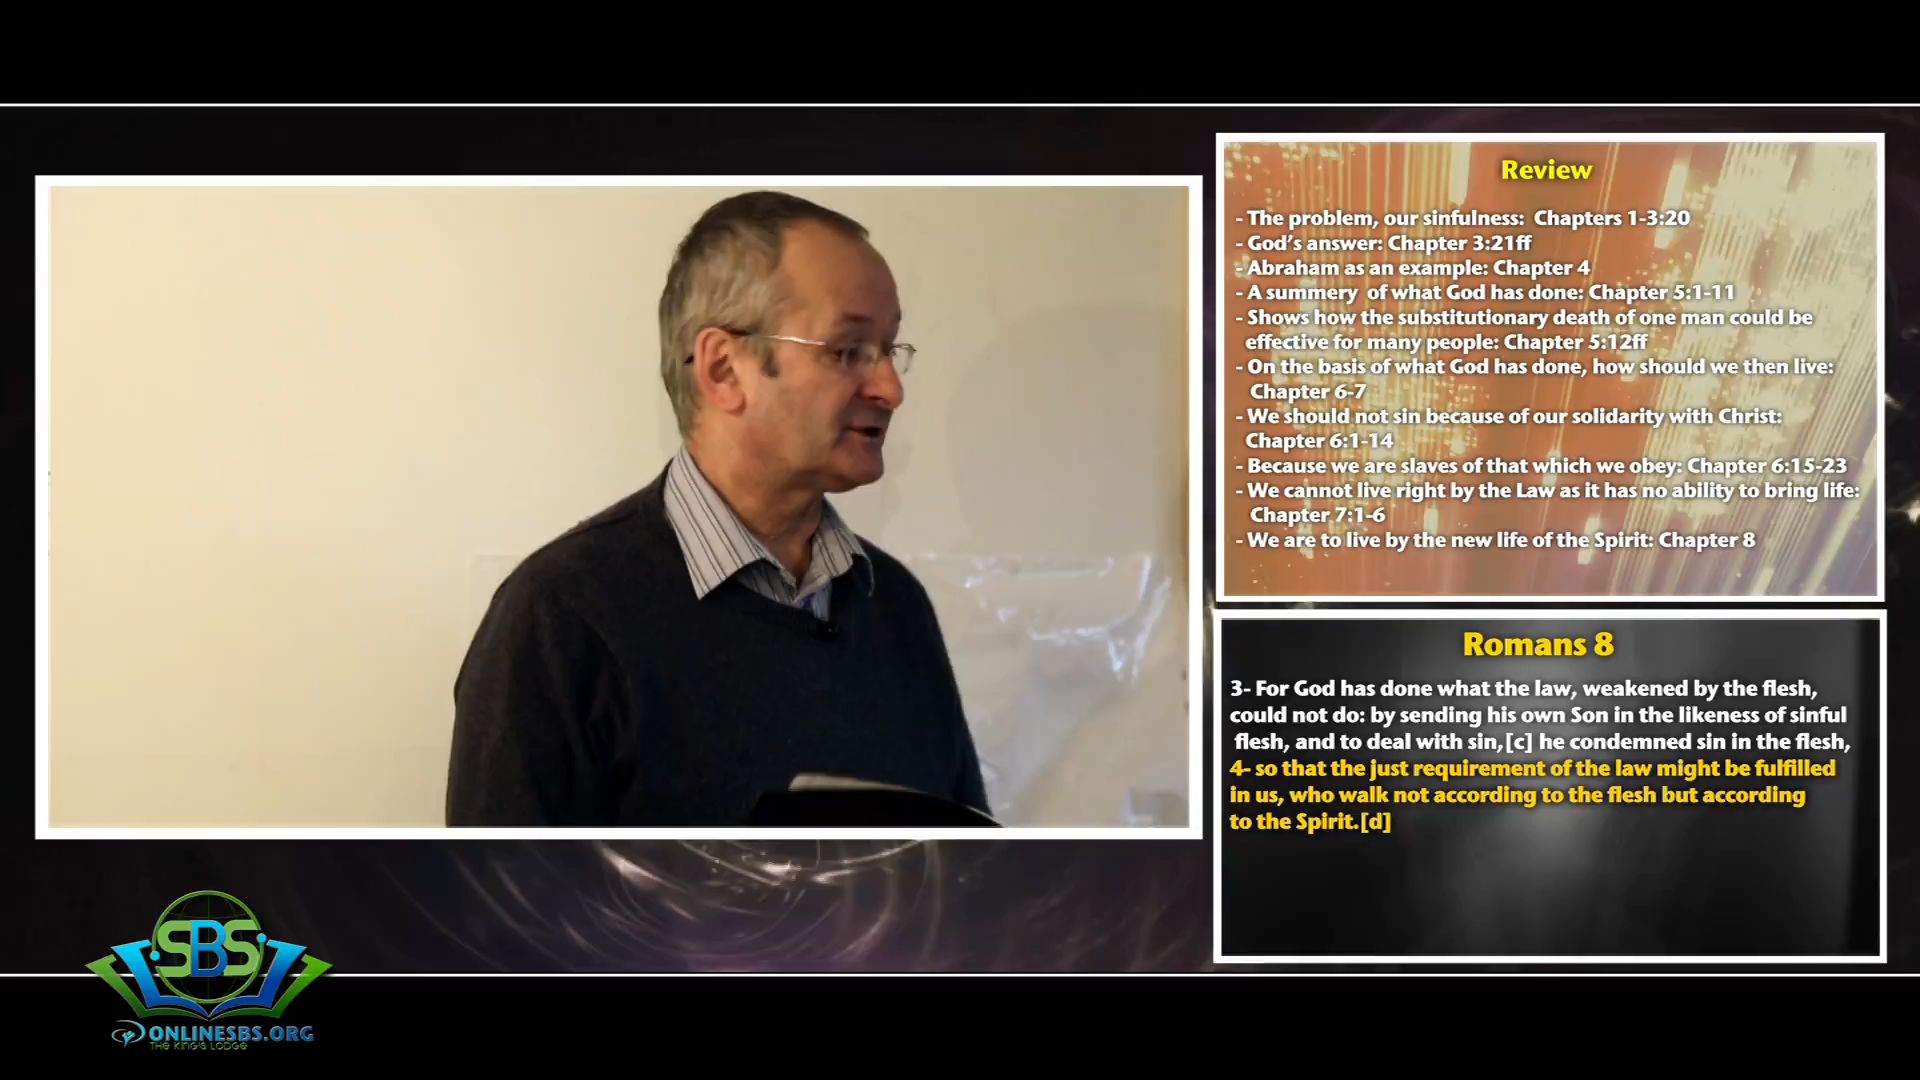 Review
- The problem, our sinfulness: Chapters 1-3:20
- God's answer: Chapter 3:21ff
- Abraham as an example: Chapter 4
- A summery of what God has done: Chapter 5:1-11
- Shows how the substitutionary death of one man could be
effective for many people: Chapter 5:12ff
- On the basis of what God has done, how should we then live:
Chapter 6-7
- We should not sin because of our solidarity with Christ:
Chapter 6:1-14
- Because we are slaves of that which we obey: Chapter 6:15-23
- We cannot live right by the Law as it has no ability to bring life:
Chapter 7:1-6
- We are to live by the new life of the Spirit: Chapter 8
Romans 8
3- For God has done what the law, weakened by the flesh,
could not do: by sending his own Son in the likeness of sinful
flesh, and to deal with sin,[c] he condemned sin in the flesh,
4- so that the just requirement of the law might be fulfilled
in us, who walk not according to the flesh but according
to the Spirit.[d]
SBS
ONLINESBS.ORG
THE KING'S LODGE